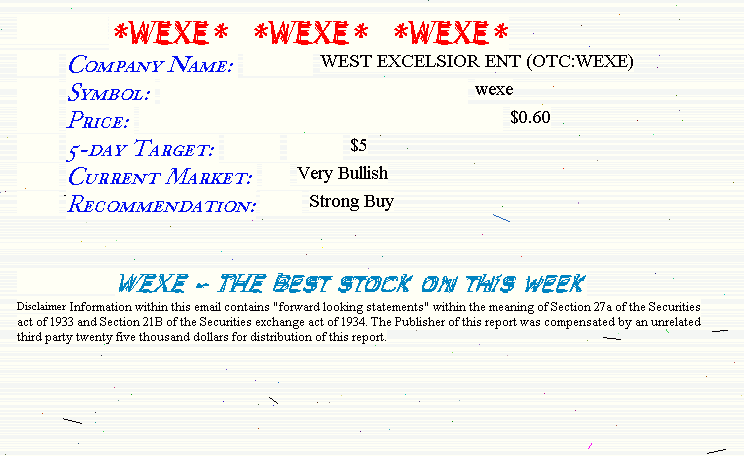 *WEXE* *WEXE* *WEXE*
Company Name: WEST EXCELSIOR ENT (OTC:WEXE)
Symbol: wexe
Price: $0.60
5-day Target: $5
Current Market: Very Bullish
Recommendation: Strong Buy
WEXE - THE BEST STOCK ON THIS WEEK
Disclaimer Information within this email contains "forward looking statements" within the meaning of Section 27a of the Securities
act of 1933 and Section 21B of the Securities exchange act of 1934. The Publisher of this report was compensated by an unrelated
third party twenty five thousand dollars for distribution of this report.